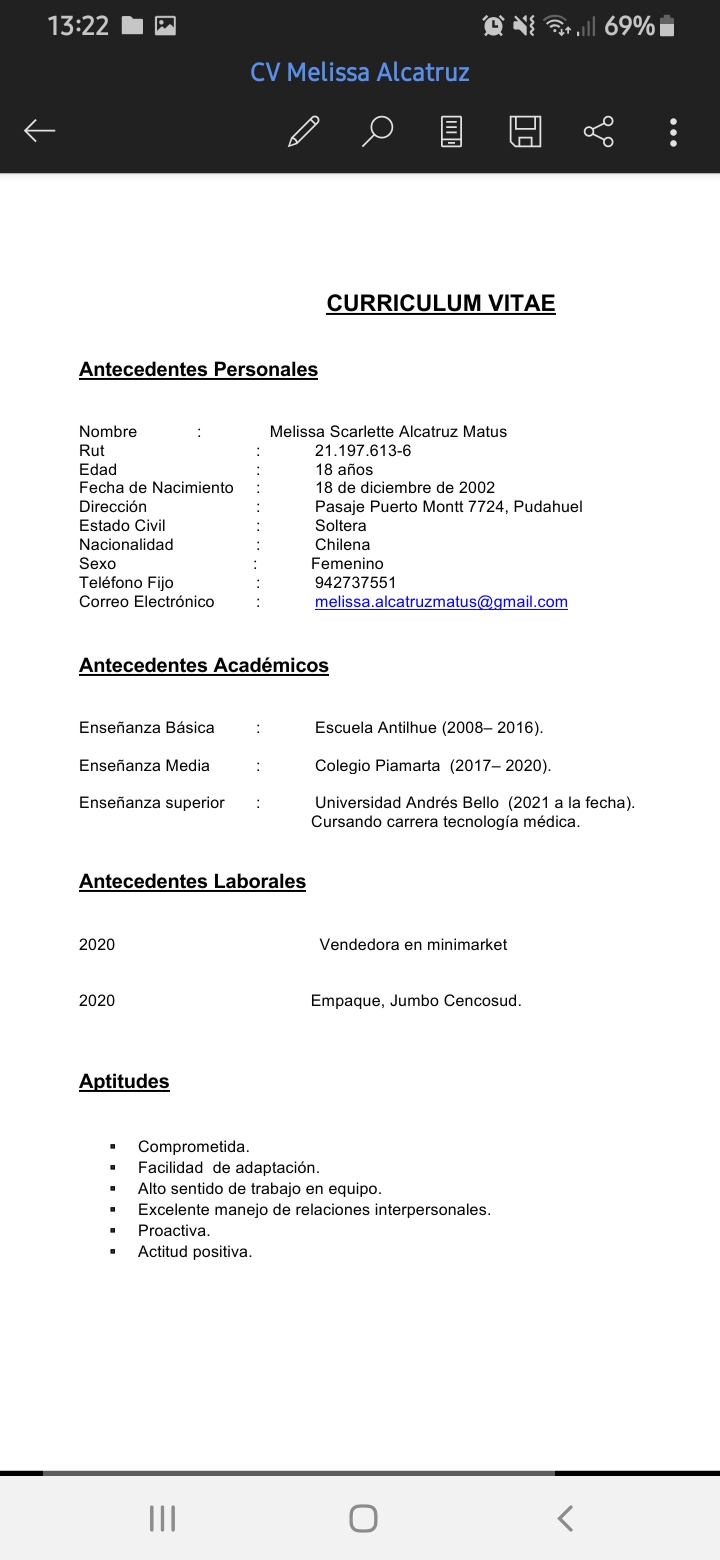 13:22 69%
CV Melissa Alcatruz
CURRICULUM VITAE
Antecedentes Personales
Nombre : Melissa Scarlette Alcatruz Matus
Rut : 21.197.613-6
Edad : 18 años
Fecha de Nacimiento : 18 de diciembre de 2002
Dirección : Pasaje Puerto Montt 7724, Pudahuel
Estado Civil : Soltera
Nacionalidad : Chilena
Sexo : Femenino
Teléfono Fijo : 942737551
Correo Electrónico : melissa.alcatruzmatus@gmail.com
Antecedentes Académicos
Enseñanza Básica : Escuela Antilhue (2008– 2016).
Enseñanza Media : Colegio Piamarta (2017– 2020).
Enseñanza superior : Universidad Andrés Bello (2021 a la fecha).
Cursando carrera tecnología médica.
Antecedentes Laborales
2020 Vendedora en minimarket
2020 Empaque, Jumbo Cencosud.
Aptitudes
▪ Comprometida.
▪ Facilidad de adaptación.
▪ Alto sentido de trabajo en equipo.
▪ Excelente manejo de relaciones interpersonales.
▪ Proactiva.
▪ Actitud positiva.